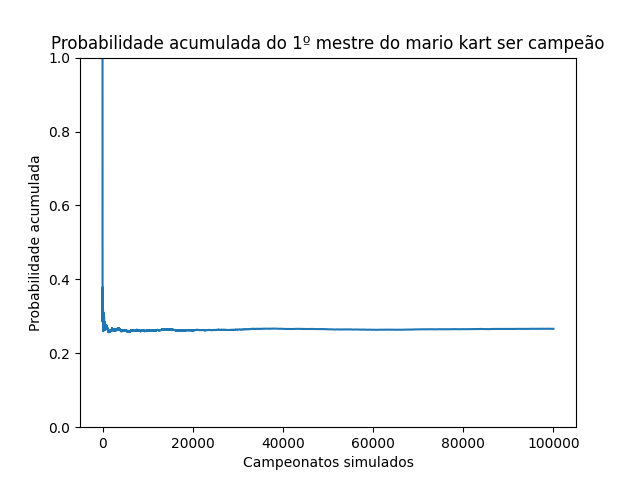 Probabilidade acumulada do 1º mestre do mario kart ser campeão
1.0
0.8
0.6
0.4
0.2
0.0
Probabilidade acumulada
0 20000 40000 60000 80000 100000
Campeonatos simulados